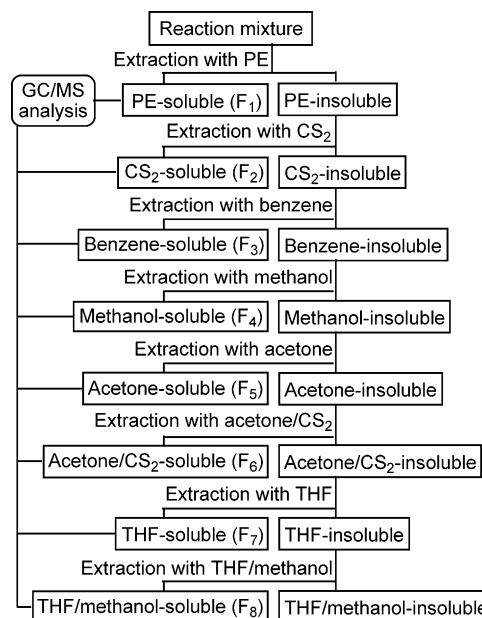 Reaction mixture
Extraction with PE
GC/MS
analysis
PE-soluble (F₁)
PE-insoluble
Extraction with CS₂
CS₂-soluble (F₂)
CS₂-insoluble
Extraction with benzene
Benzene-soluble (F₃)
Benzene-insoluble
Extraction with methanol
Methanol-soluble (F₄)
Methanol-insoluble
Extraction with acetone
Acetone-soluble (F₅)
Acetone-insoluble
Extraction with acetone/CS₂
Acetone/CS₂-soluble (F₆)
Acetone/CS₂-insoluble
Extraction with THF
THF-soluble (F₇)
THF-insoluble
Extraction with THF/methanol
THF/methanol-soluble (F₈)
THF/methanol-insoluble